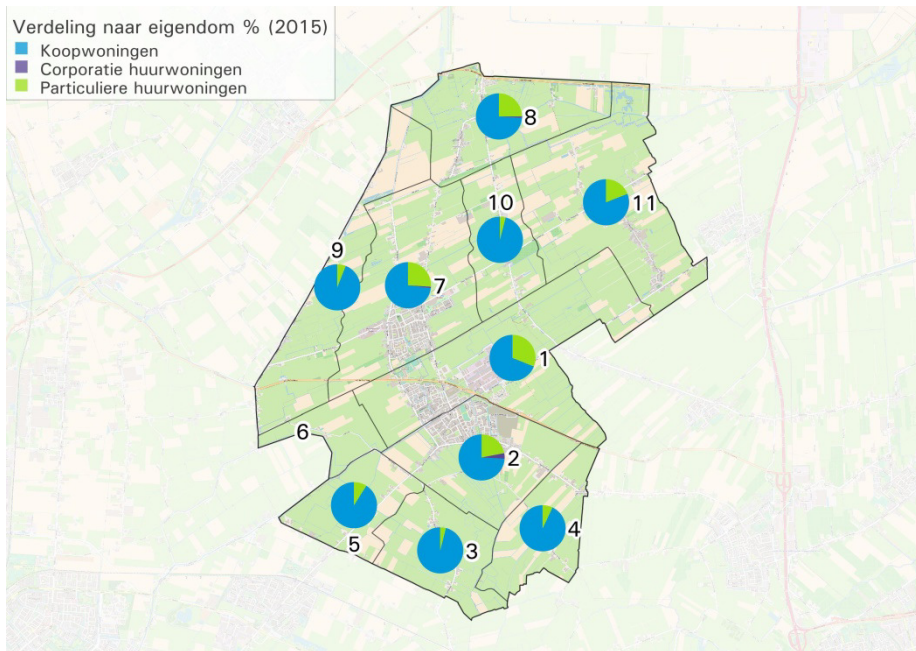 Verdeling naar eigendom % (2015)
Koopwoningen
Corporatie huurwoningen
Particuliere huurwoningen
8
11
10
9
7
1
6
2
4
5
3